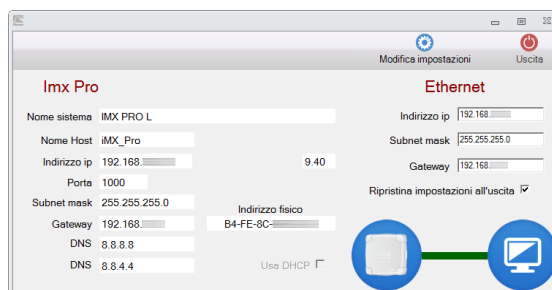 Modifica impostazioni Uscita
Imx Pro
Nome sistema IMX PRO L
Nome Host iMX_Pro
Indirizzo ip 192.168. 9.40
Porta 1000
Subnet mask 255.255.255.0
Indirizzo fisico
Gateway 192.168. B4-FE-8C-
DNS 8.8.8.8
DNS 8.8.4.4 Usa DHCP
Ethernet
Indirizzo ip 192.168.
Subnet mask 255.255.255.0
Gateway 192.168.
Ripristina impostazioni all'uscita